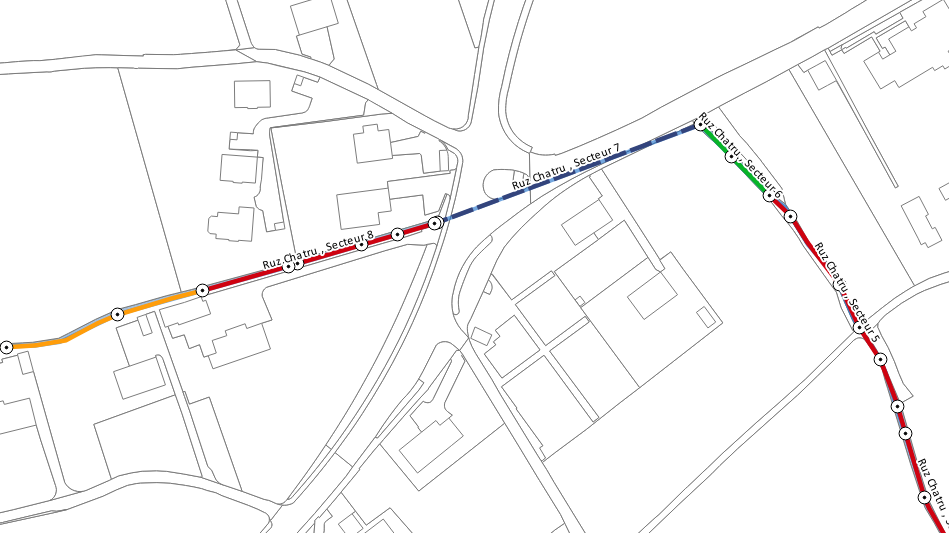 Ruz Chatru , Secteur 7
Ruz Chatru , Secteur 6
Ruz Chatru , Secteur 8
Ruz Chatru , Secteur 5
Ruz Chatru ,